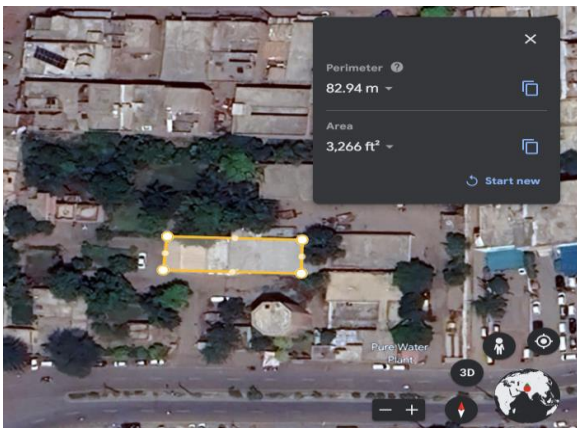 Perimeter ?
82.94 m
Area
3,266 ft²
Start new
Pure Water
Plant
3D